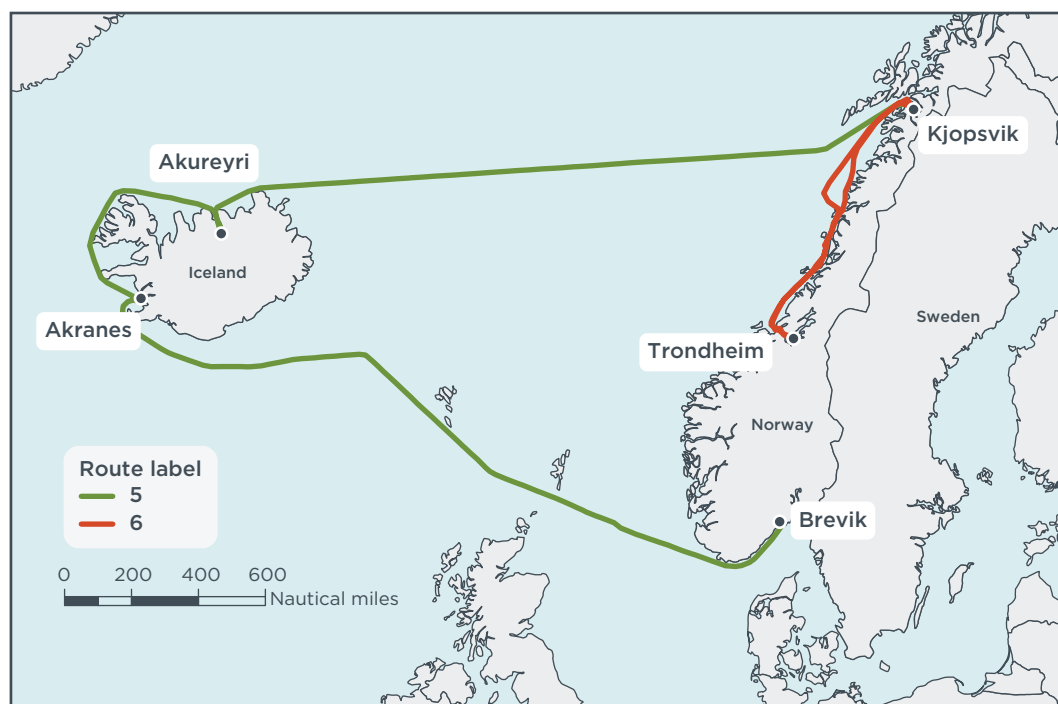 Kjopsvik
Akureyri
Iceland
Akranes
Sweden
Trondheim
Norway
Route label
5
6
Brevik
0 200 400 600
Nautical miles